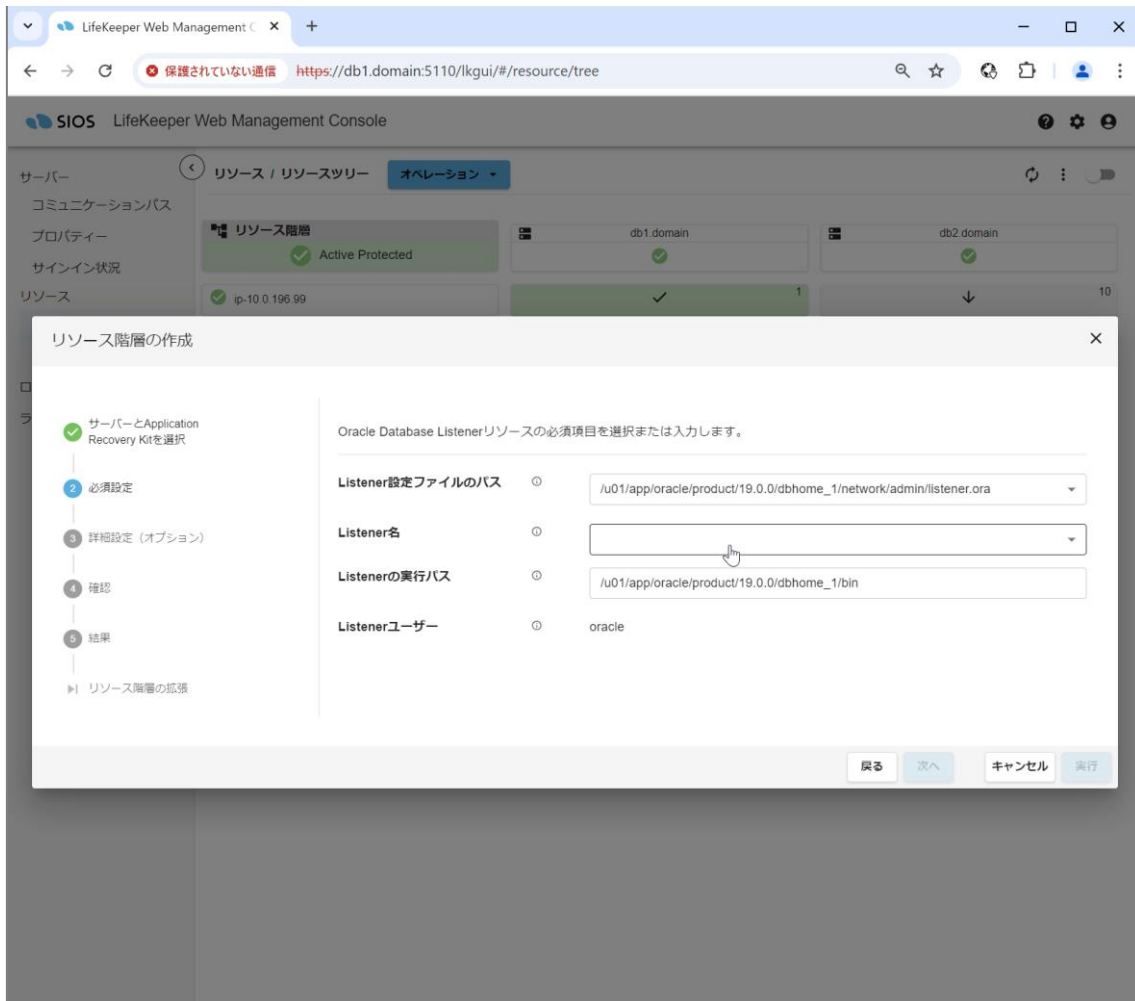 LifeKeeper Web Management C
保護されていない通信 https://db1.domain:5110/lkgui/#/resource/tree
SIOS LifeKeeper Web Management Console
サーバー
コミュニケーションパス
プロパティー
サインイン状況
リソース
リソース / リソースツリー オペレーション
リソース階層 db1.domain db2.domain
Active Protected
ip-10.0.196.99 1 10
リソース階層の作成
サーバーとApplication
Recovery Kitを選択
2 必須設定
3 詳細設定（オプション）
4 確認
5 結果
リソース階層の拡張
Oracle Database Listenerリソースの必須項目を選択または入力します。
Listener設定ファイルのパス /u01/app/oracle/product/19.0.0/dbhome_1/network/admin/listener.ora
Listener名
Listenerの実行パス /u01/app/oracle/product/19.0.0/dbhome_1/bin
Listenerユーザー oracle
戻る 次へ キャンセル 実行